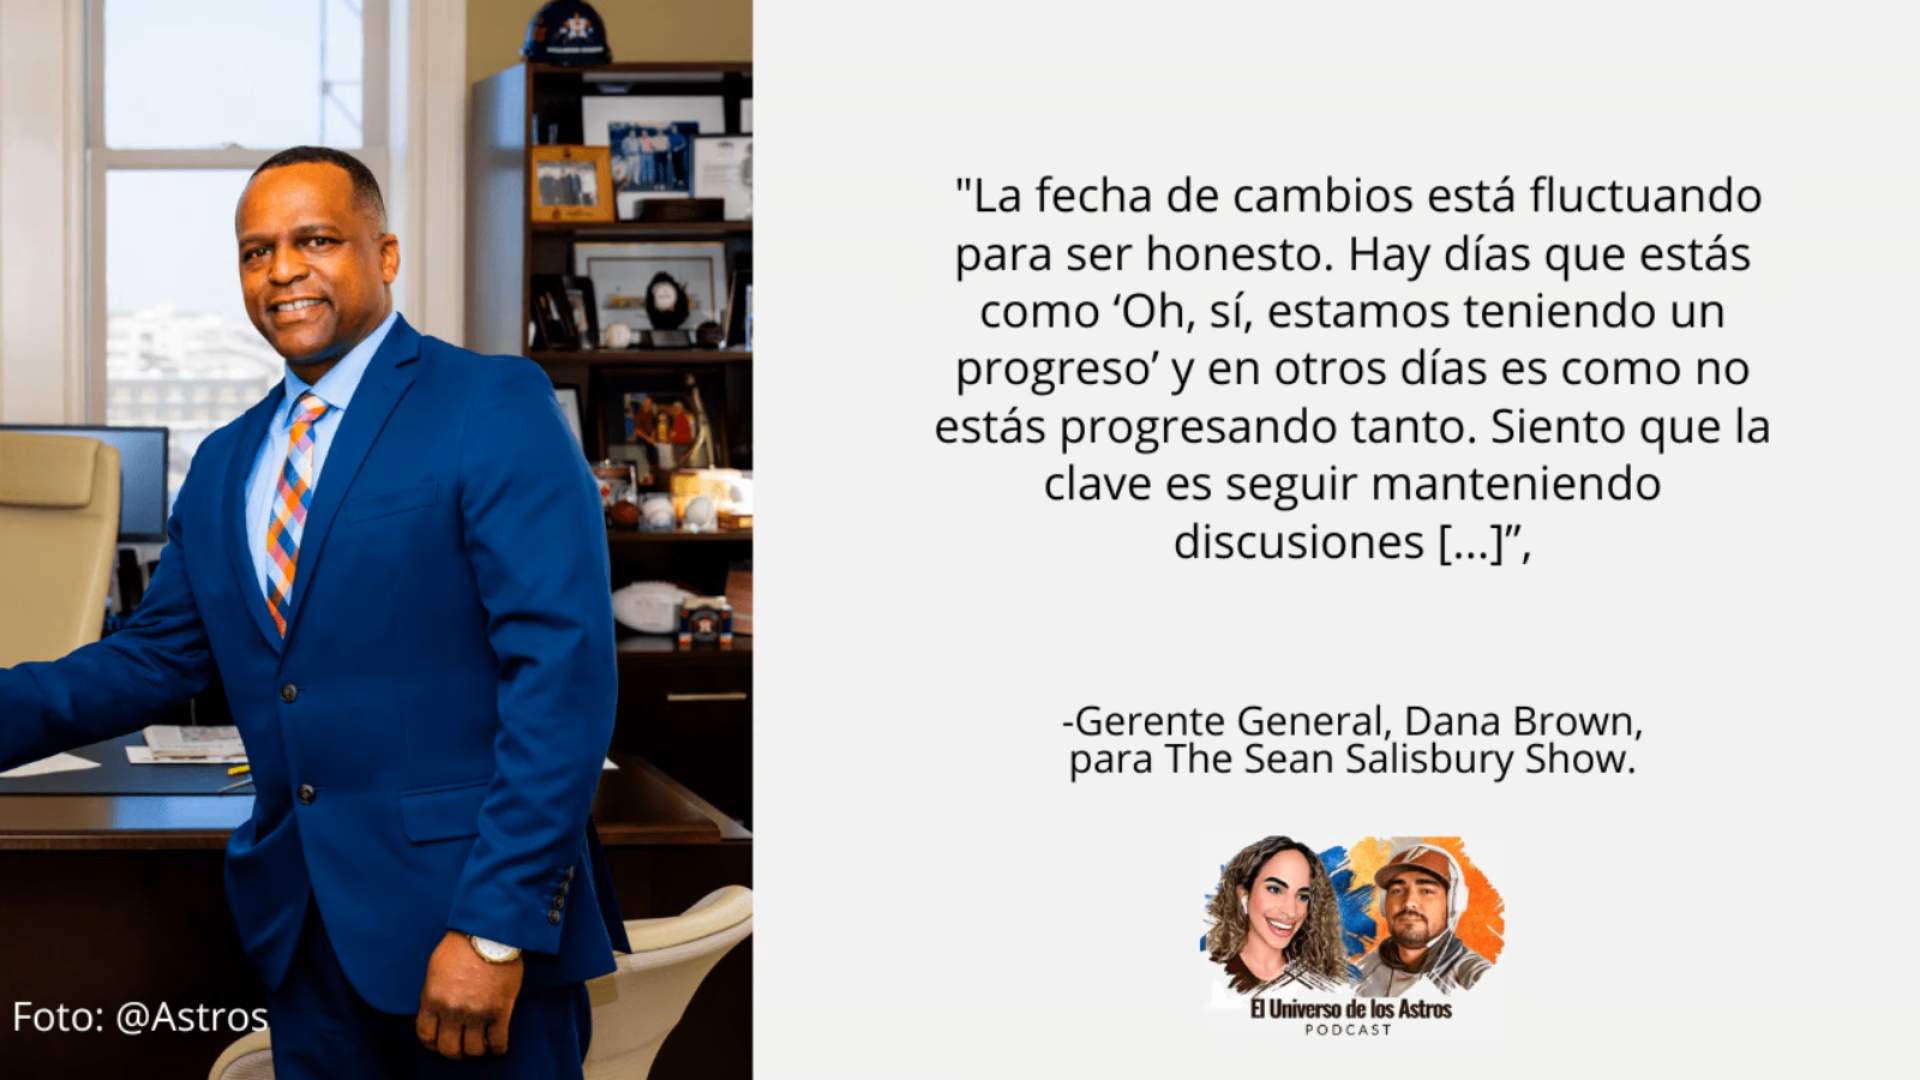 "La fecha de cambios está fluctuando
para ser honesto. Hay días que estás
como ‘Oh, sí, estamos teniendo un
progreso’ y en otros días es como no
estás progresando tanto. Siento que la
clave es seguir manteniendo
discusiones [...]”,
-Gerente General, Dana Brown,
para The Sean Salisbury Show.
El Universo de los Astros
PODCAST
Foto: @Astros